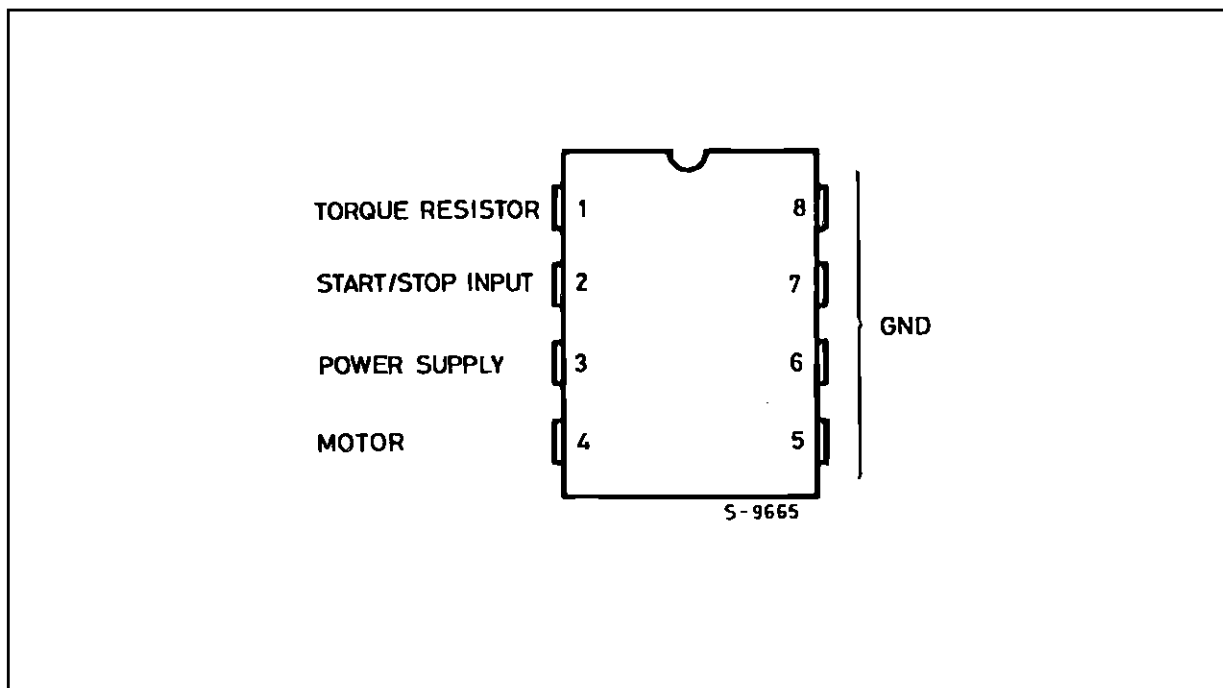 TORQUE RESISTOR 1 8
START/STOP INPUT 2 7
GND
POWER SUPPLY 3 6
MOTOR 4 5
S-9665